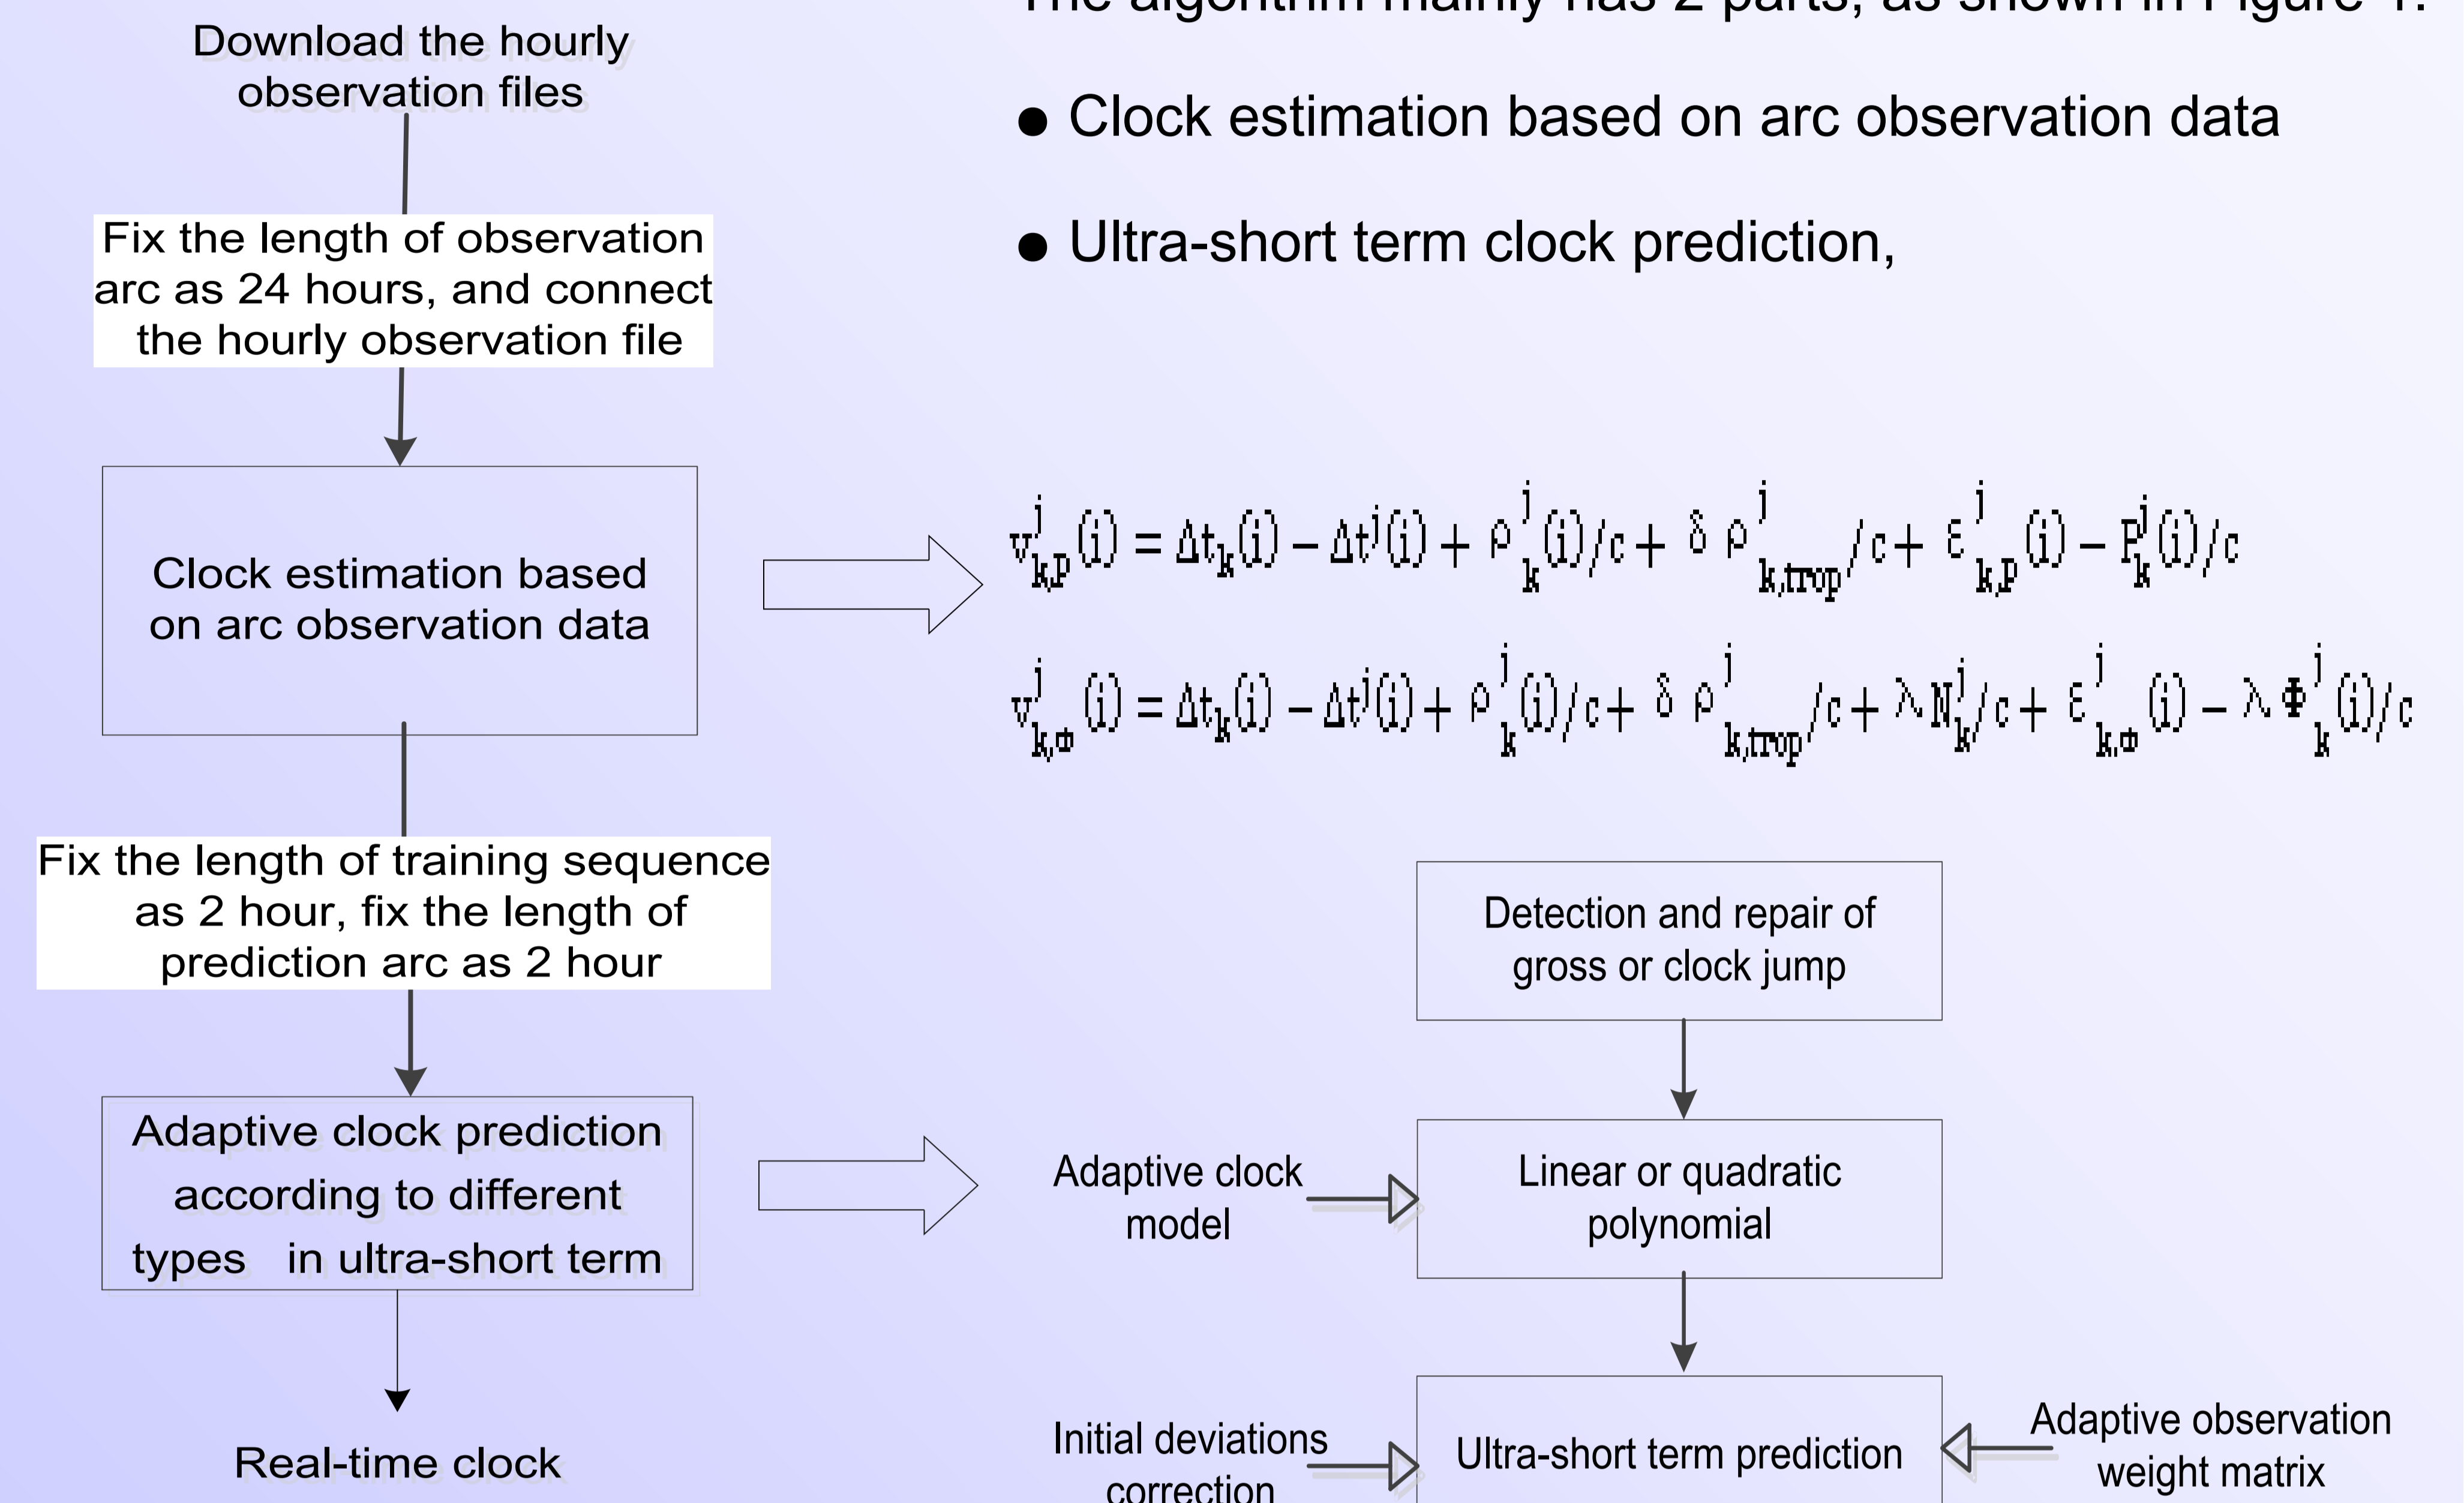 The algorithm mainly has 2 parts, as shown in Figure 1.
Download the hourly
observation files
● Clock estimation based on arc observation data
● Ultra-short term clock prediction,
Fix the length of observation
arc as 24 hours, and connect
the hourly observation file
Clock estimation based
on arc observation data
v^j_{k,P}(i) = Δt_k(i) − Δt^j(i) + ρ^j_k(i)/c + δρ^j_{k,trop}/c + ε^j_{k,P}(i) − P^j_k(i)/c
v^j_{k,Φ}(i) = Δt_k(i) − Δt^j(i) + ρ^j_k(i)/c + δρ^j_{k,trop}/c + λN^j_k/c + ε^j_{k,Φ}(i) − λΦ^j_k(i)/c
Fix the length of training sequence
as 2 hour, fix the length of
prediction arc as 2 hour
Adaptive clock prediction
according to different
types in ultra-short term
Real-time clock
Detection and repair of
gross or clock jump
Adaptive clock
model
Linear or quadratic
polynomial
Initial deviations
correction
Ultra-short term prediction
Adaptive observation
weight matrix